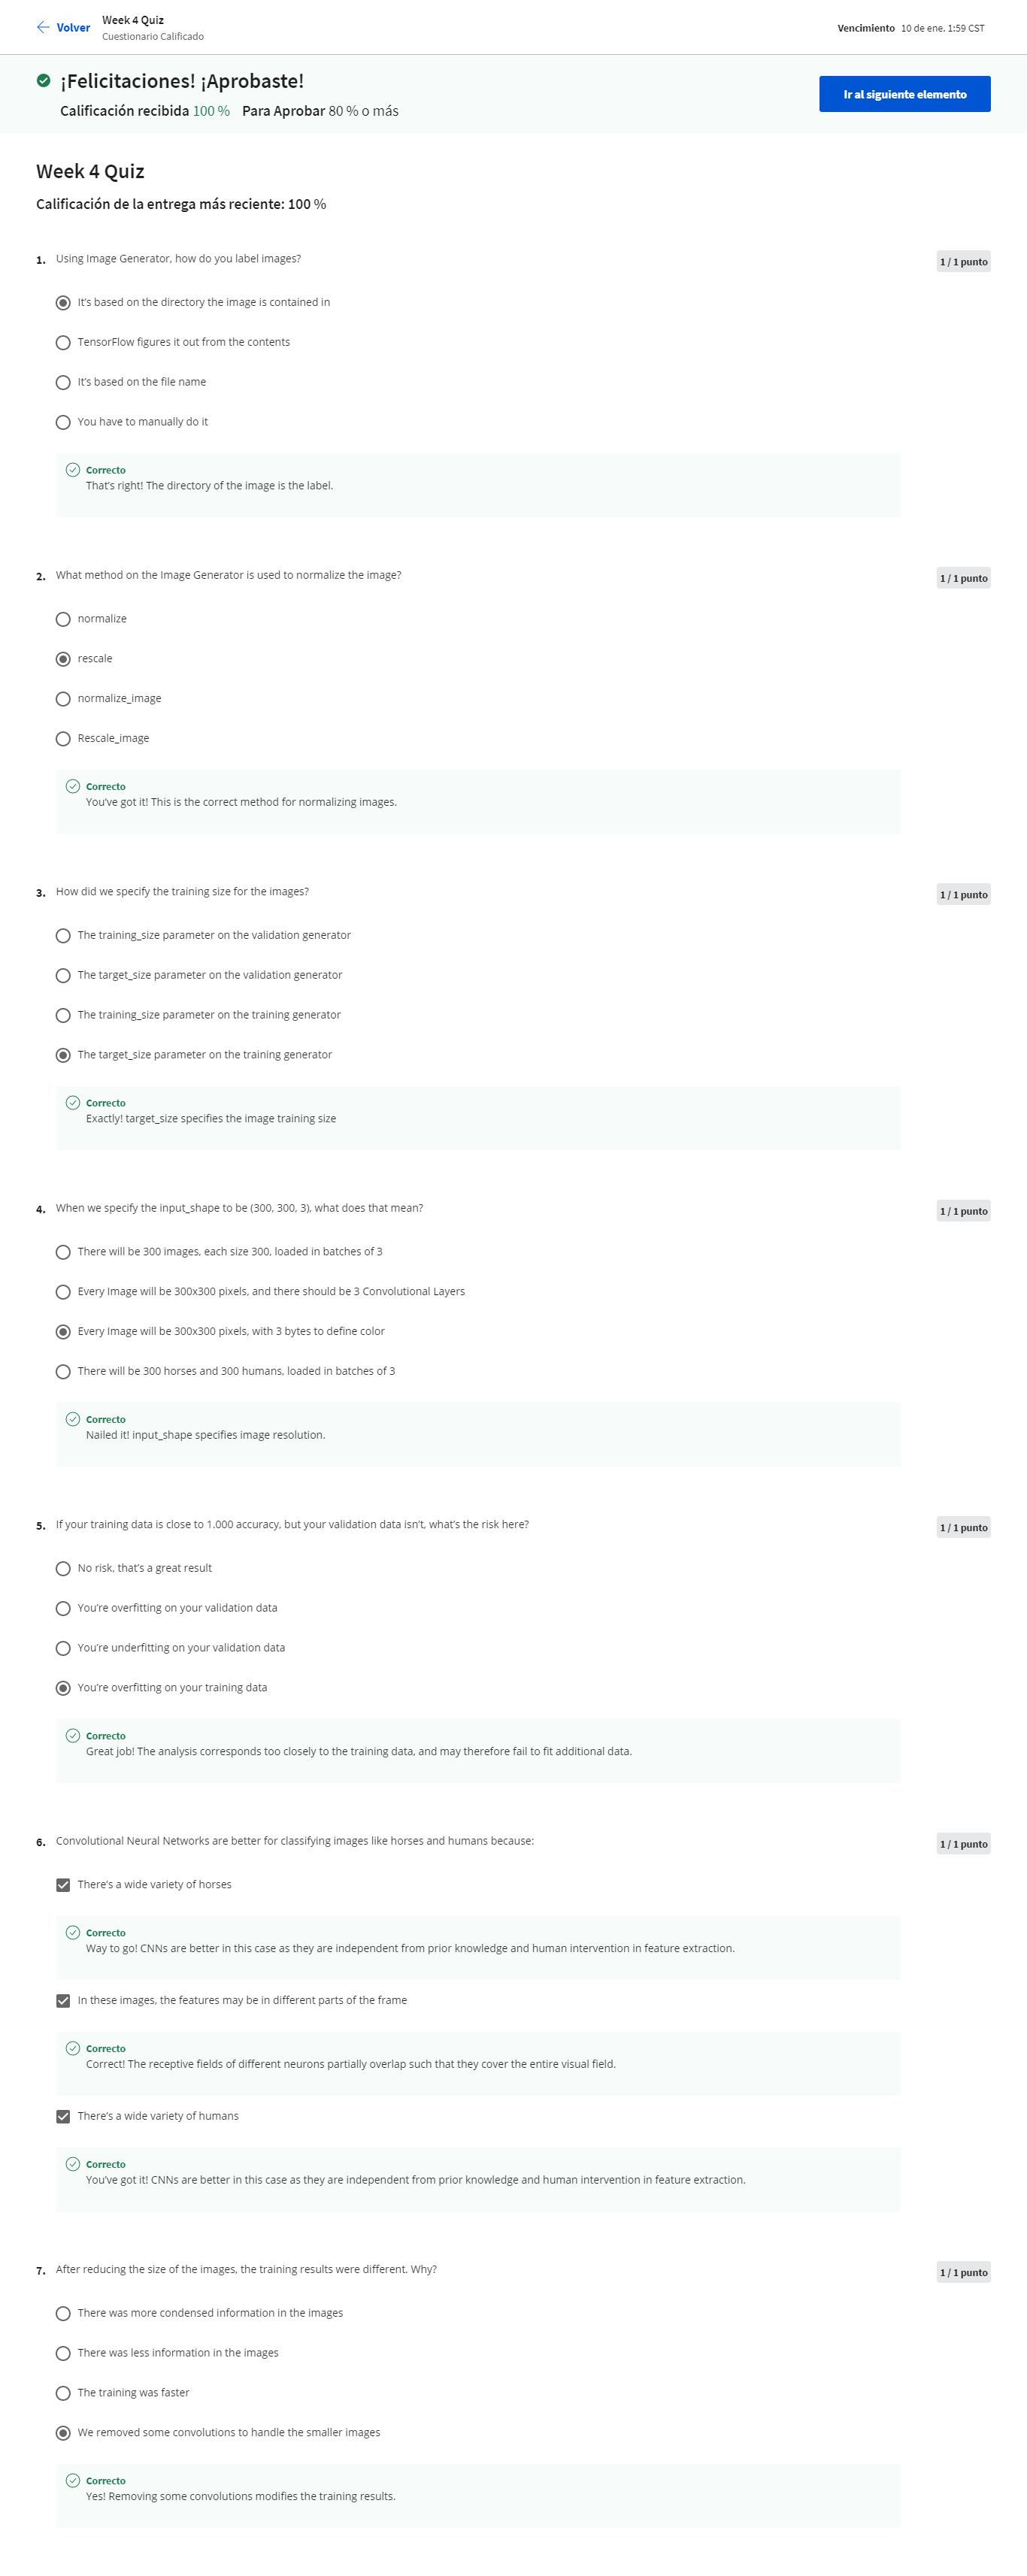 Volver
Week 4 Quiz
Cuestionario Calificado
Vencimiento 10 de ene. 1:59 CST
¡Felicitaciones! ¡Aprobaste!
Calificación recibida 100 % Para Aprobar 80 % o más
Ir al siguiente elemento
Week 4 Quiz
Calificación de la entrega más reciente: 100 %
1. Using Image Generator, how do you label images?
1 / 1 punto
It's based on the directory the image is contained in
TensorFlow figures it out from the contents
It's based on the file name
You have to manually do it
Correcto
That's right! The directory of the image is the label.
2. What method on the Image Generator is used to normalize the image?
1 / 1 punto
normalize
rescale
normalize_image
Rescale_image
Correcto
You've got it! This is the correct method for normalizing images.
3. How did we specify the training size for the images?
1 / 1 punto
The training_size parameter on the validation generator
The target_size parameter on the validation generator
The training_size parameter on the training generator
The target_size parameter on the training generator
Correcto
Exactly! target_size specifies the image training size
4. When we specify the input_shape to be (300, 300, 3), what does that mean?
1 / 1 punto
There will be 300 images, each size 300, loaded in batches of 3
Every Image will be 300x300 pixels, and there should be 3 Convolutional Layers
Every Image will be 300x300 pixels, with 3 bytes to define color
There will be 300 horses and 300 humans, loaded in batches of 3
Correcto
Nailed it! input_shape specifies image resolution.
5. If your training data is close to 1.000 accuracy, but your validation data isn't, what's the risk here?
1 / 1 punto
No risk, that's a great result
You're overfitting on your validation data
You're underfitting on your validation data
You're overfitting on your training data
Correcto
Great job! The analysis corresponds too closely to the training data, and may therefore fail to fit additional data.
6. Convolutional Neural Networks are better for classifying images like horses and humans because:
1 / 1 punto
There's a wide variety of horses
Correcto
Way to go! CNNs are better in this case as they are independent from prior knowledge and human intervention in feature extraction.
In these images, the features may be in different parts of the frame
Correcto
Correct! The receptive fields of different neurons partially overlap such that they cover the entire visual field.
There's a wide variety of humans
Correcto
You've got it! CNNs are better in this case as they are independent from prior knowledge and human intervention in feature extraction.
7. After reducing the size of the images, the training results were different. Why?
1 / 1 punto
There was more condensed information in the images
There was less information in the images
The training was faster
We removed some convolutions to handle the smaller images
Correcto
Yes! Removing some convolutions modifies the training results.